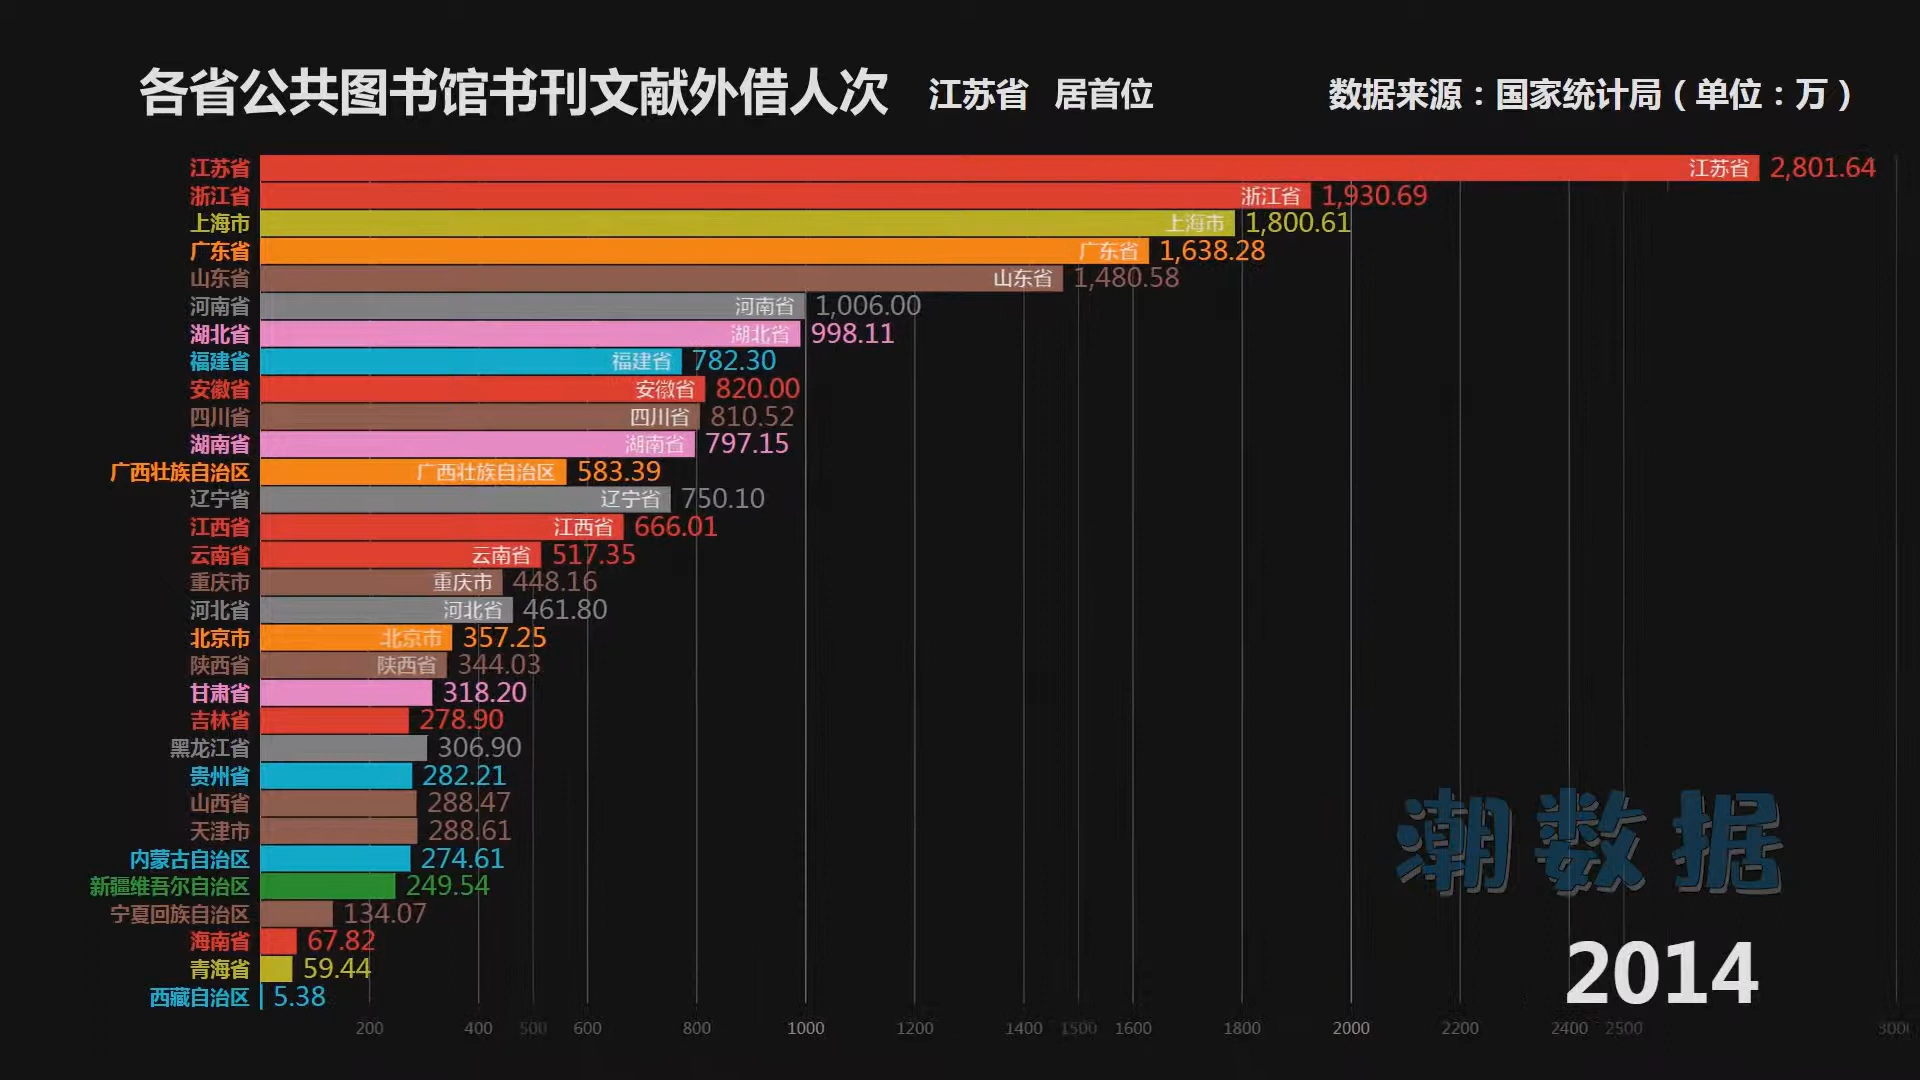 各省公共图书馆书刊文献外借人次 江苏省 居首位 数据来源：国家统计局（单位：万）
江苏省 江苏省 2,801.64
浙江省 浙江省 1,930.69
上海市 上海市 1,800.61
广东省 广东省 1,638.28
山东省 山东省 1,480.58
河南省 河南省 1,006.00
湖北省 湖北省 998.11
福建省 福建省 782.30
安徽省 安徽省 820.00
四川省 四川省 810.52
湖南省 湖南省 797.15
广西壮族自治区 广西壮族自治区 583.39
辽宁省 辽宁省 750.10
江西省 江西省 666.01
云南省 云南省 517.35
重庆市 重庆市 448.16
河北省 河北省 461.80
北京市 北京市 357.25
陕西省 陕西省 344.03
甘肃省 318.20
吉林省 278.90
黑龙江省 306.90
贵州省 282.21
山西省 288.47
天津市 288.61
内蒙古自治区 274.61
新疆维吾尔自治区 249.54
宁夏回族自治区 134.07
海南省 67.82
青海省 59.44
西藏自治区 5.38
潮数据
2014
200 400 500 600 800 1000 1200 1400 1500 1600 1800 2000 2200 2400 2500 3000